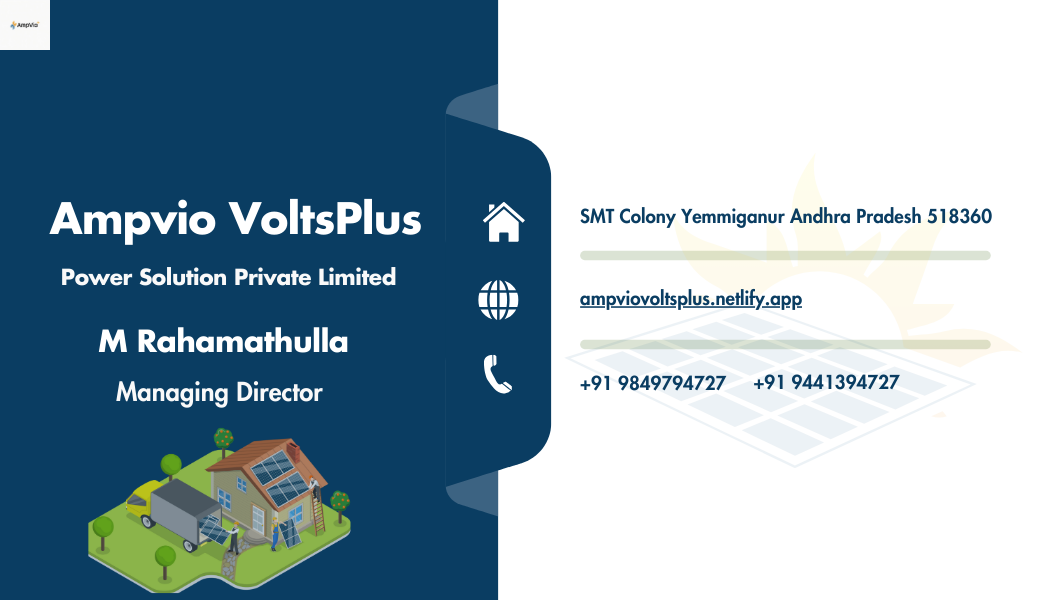 AmpVio
Ampvio VoltsPlus
Power Solution Private Limited
M Rahamathulla
Managing Director
SMT Colony Yemmiganur Andhra Pradesh 518360
ampviovoltsplus.netlify.app
+91 9849794727 +91 9441394727